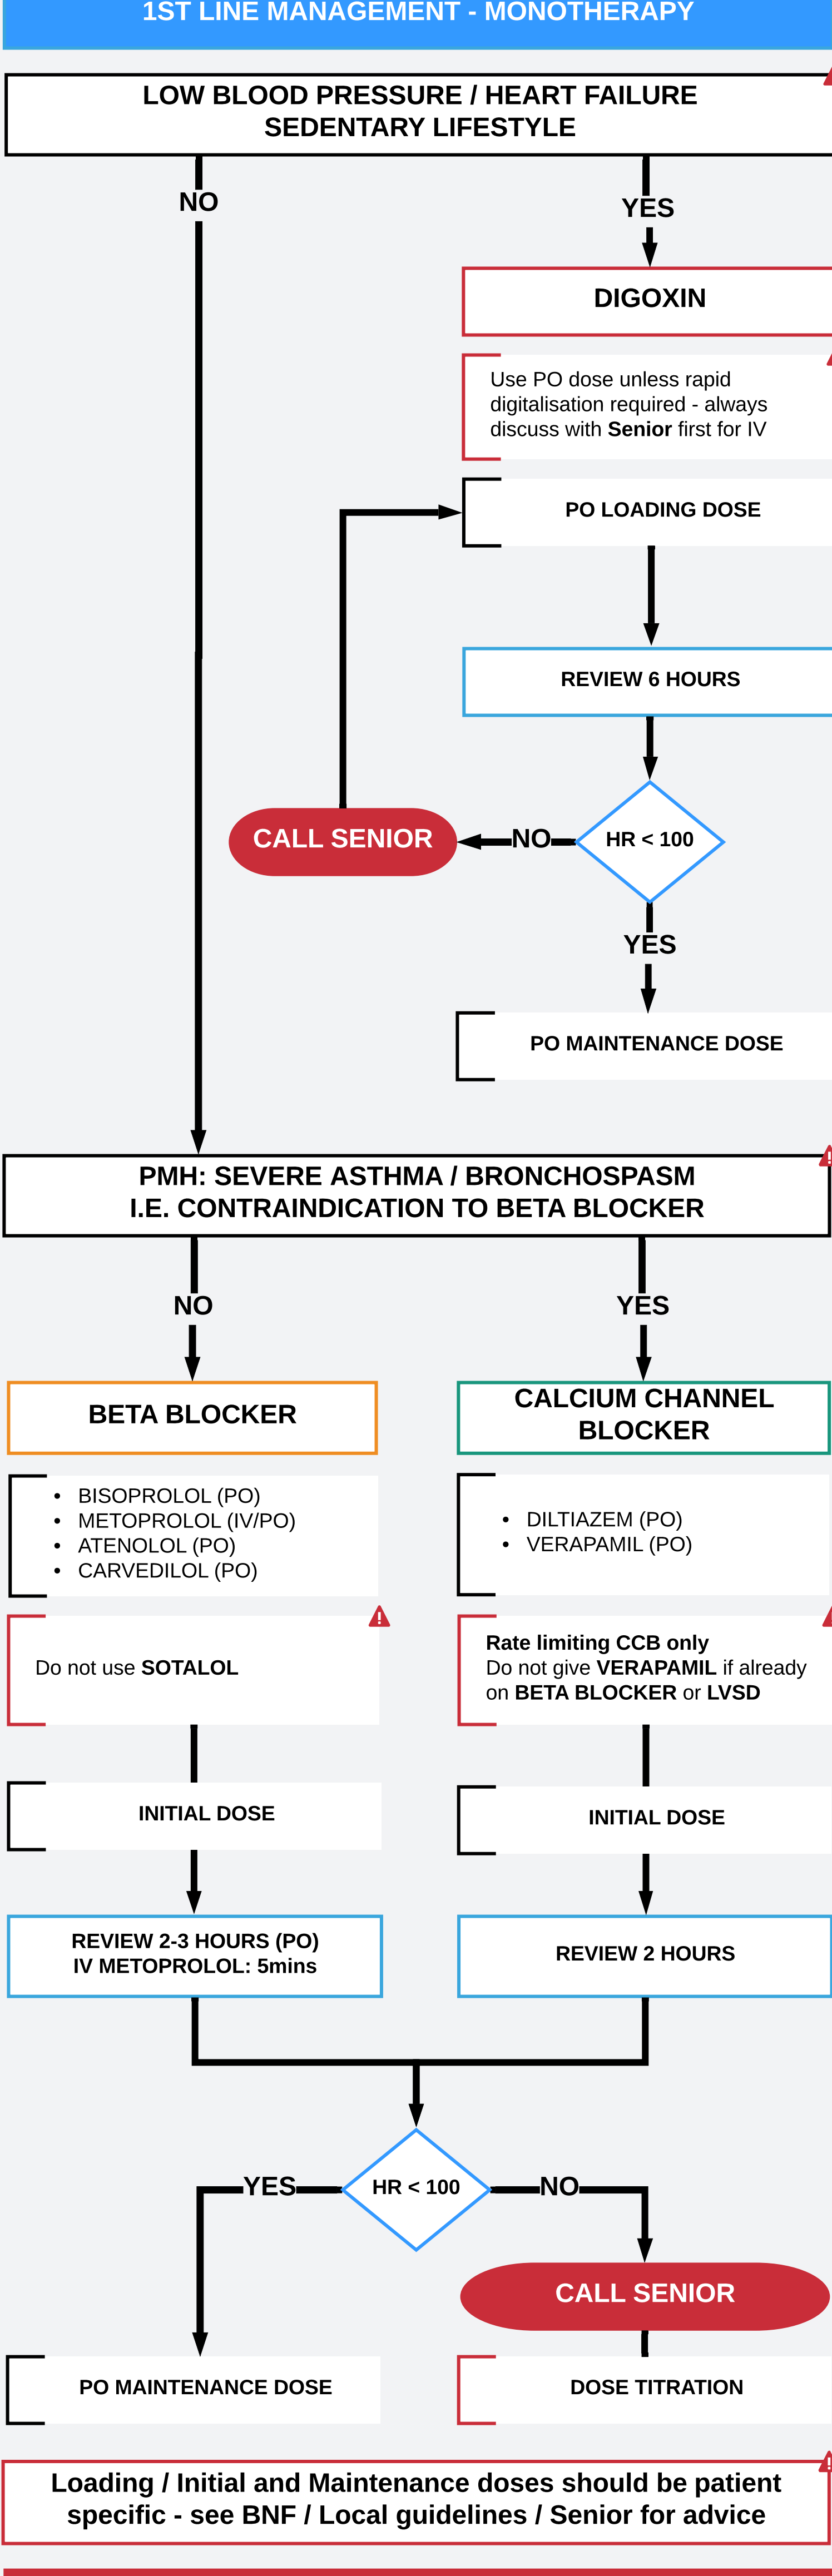 1ST LINE MANAGEMENT - MONOTHERAPY
LOW BLOOD PRESSURE / HEART FAILURE
SEDENTARY LIFESTYLE
NO
YES
DIGOXIN
Use PO dose unless rapid
digitalisation required - always
discuss with Senior first for IV
PO LOADING DOSE
REVIEW 6 HOURS
CALL SENIOR
NO
HR < 100
YES
PO MAINTENANCE DOSE
PMH: SEVERE ASTHMA / BRONCHOSPASM
I.E. CONTRAINDICATION TO BETA BLOCKER
NO
YES
BETA BLOCKER
CALCIUM CHANNEL
BLOCKER
• BISOPROLOL (PO)
• METOPROLOL (IV/PO)
• ATENOLOL (PO)
• CARVEDILOL (PO)
• DILTIAZEM (PO)
• VERAPAMIL (PO)
Do not use SOTALOL
Rate limiting CCB only
Do not give VERAPAMIL if already
on BETA BLOCKER or LVSD
INITIAL DOSE
INITIAL DOSE
REVIEW 2-3 HOURS (PO)
IV METOPROLOL: 5mins
REVIEW 2 HOURS
YES
HR < 100
NO
CALL SENIOR
PO MAINTENANCE DOSE
DOSE TITRATION
Loading / Initial and Maintenance doses should be patient
specific - see BNF / Local guidelines / Senior for advice